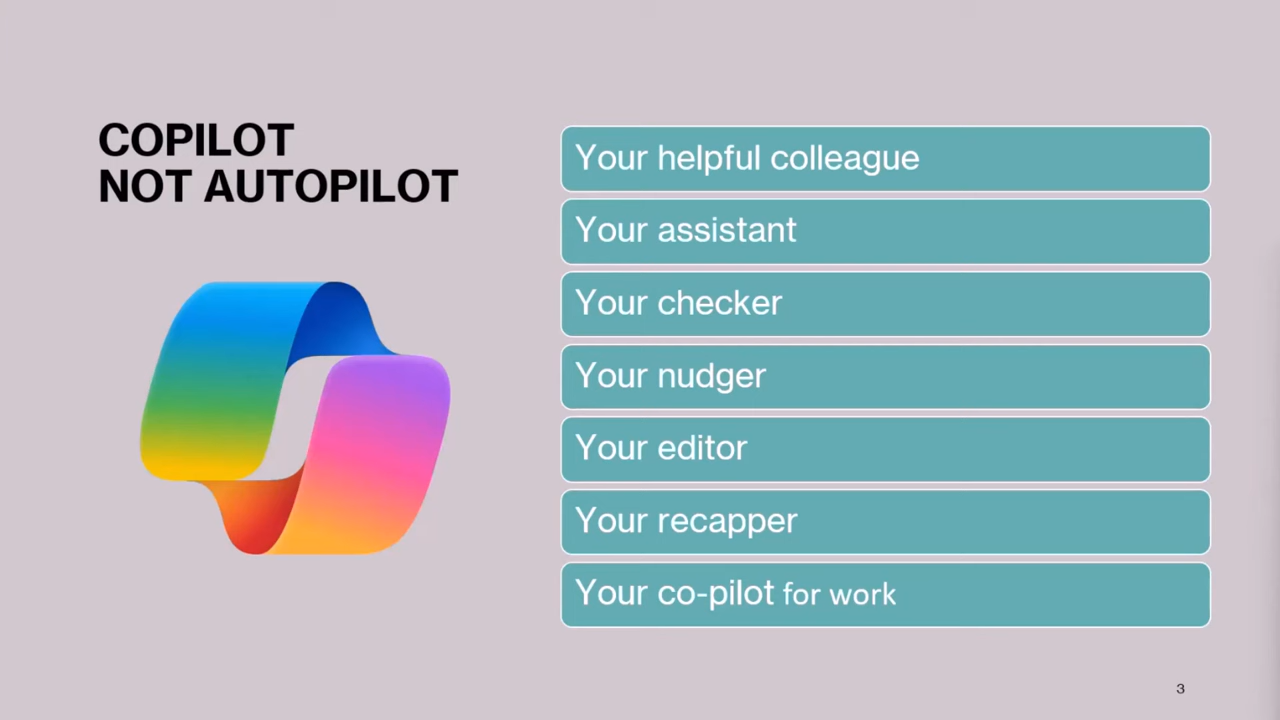 COPILOT
NOT AUTOPILOT
Your helpful colleague
Your assistant
Your checker
Your nudger
Your editor
Your recapper
Your co-pilot for work
3